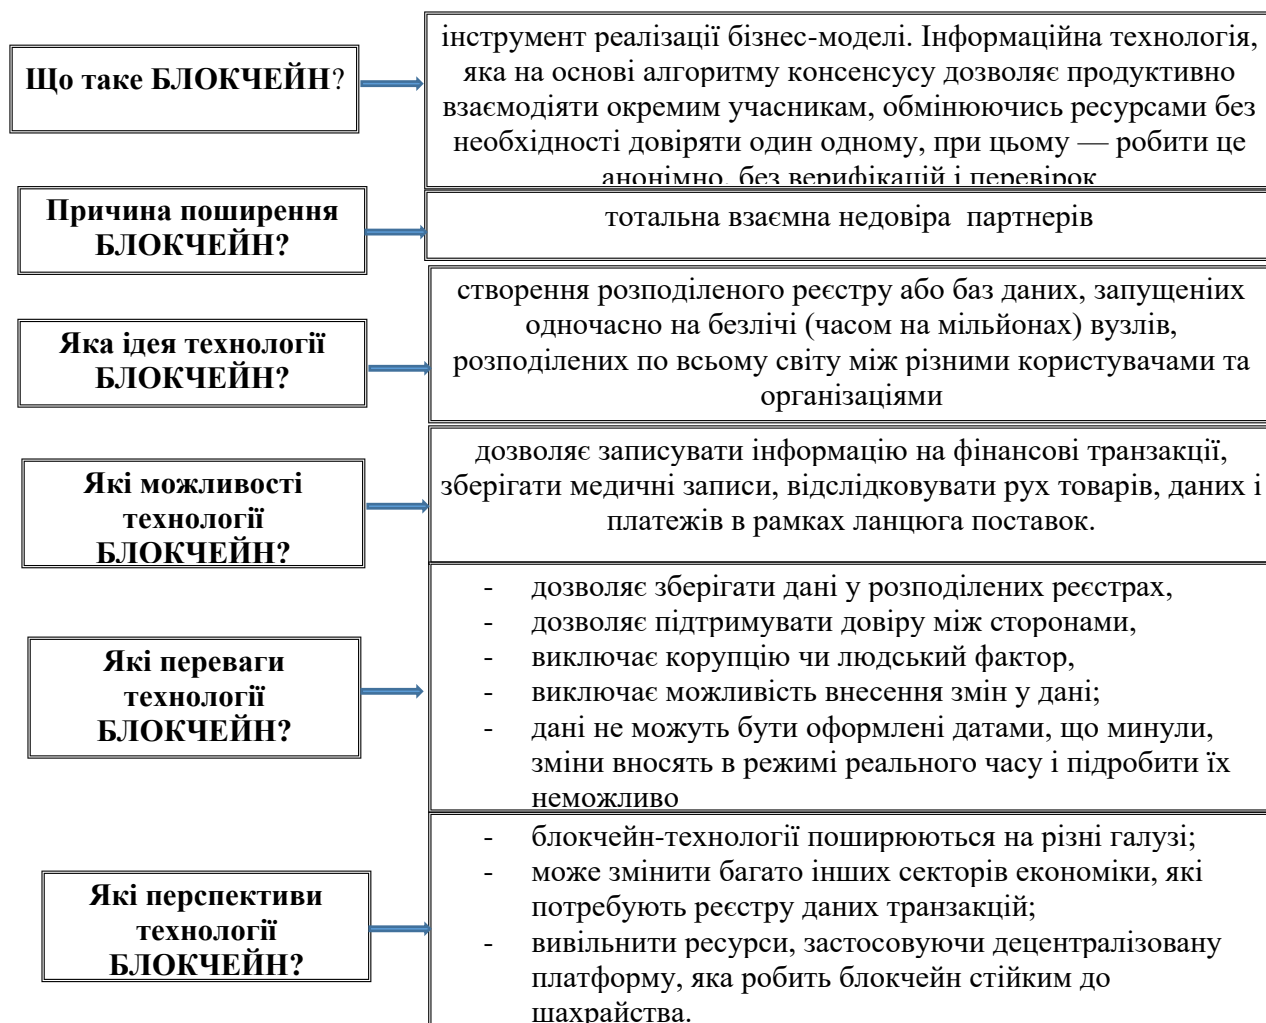 Що таке БЛОКЧЕЙН?
інструмент реалізації бізнес-моделі. Інформаційна технологія,
яка на основі алгоритму консенсусу дозволяє продуктивно
взаємодіяти окремим учасникам, обмінюючись ресурсами без
необхідності довіряти один одному, при цьому — робити це
анонімно, без верифікацій і перевірок
Причина поширення
БЛОКЧЕЙН?
тотальна взаємна недовіра партнерів
Яка ідея технології
БЛОКЧЕЙН?
створення розподіленого реєстру або баз даних, запущеніих
одночасно на безлічі (часом на мільйонах) вузлів,
розподілених по всьому світу між різними користувачами та
організаціями
Які можливості
технології
БЛОКЧЕЙН?
дозволяє записувати інформацію на фінансові транзакції,
зберігати медичні записи, відслідковувати рух товарів, даних і
платежів в рамках ланцюга поставок.
Які переваги
технології
БЛОКЧЕЙН?
- дозволяє зберігати дані у розподілених реєстрах,
- дозволяє підтримувати довіру між сторонами,
- виключає корупцію чи людський фактор,
- виключає можливість внесення змін у дані;
- дані не можуть бути оформлені датами, що минули,
зміни вносять в режимі реального часу і підробити їх
неможливо
Які перспективи
технології
БЛОКЧЕЙН?
- блокчейн-технології поширюються на різні галузі;
- може змінити багато інших секторів економіки, які
потребують реєстру даних транзакцій;
- вивільнити ресурси, застосовуючи децентралізовану
платформу, яка робить блокчейн стійким до
шахрайства.